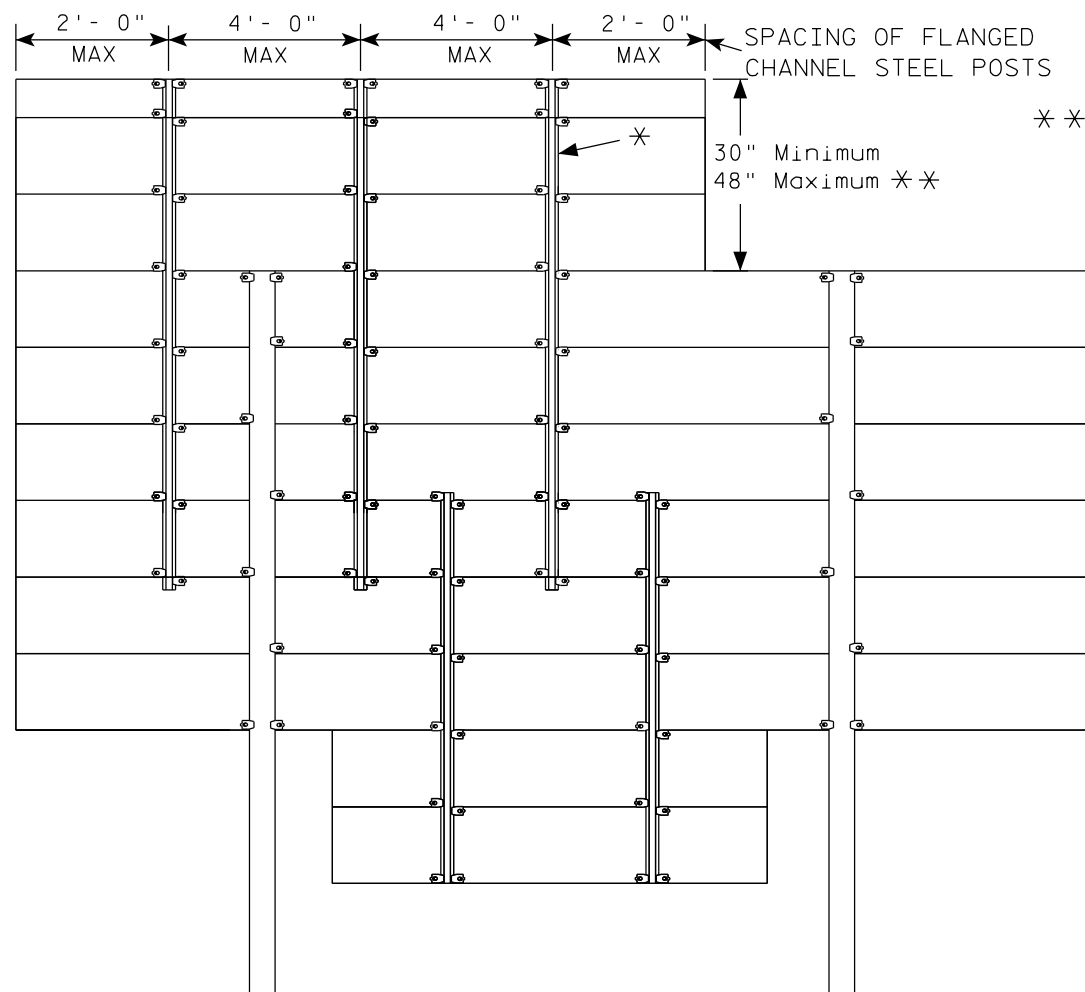 2'- 0" 4'- 0" 4'- 0" 2'- 0"
MAX MAX MAX MAX
SPACING OF FLANGED
CHANNEL STEEL POSTS
* *
*
30" Minimum
48" Maximum * *